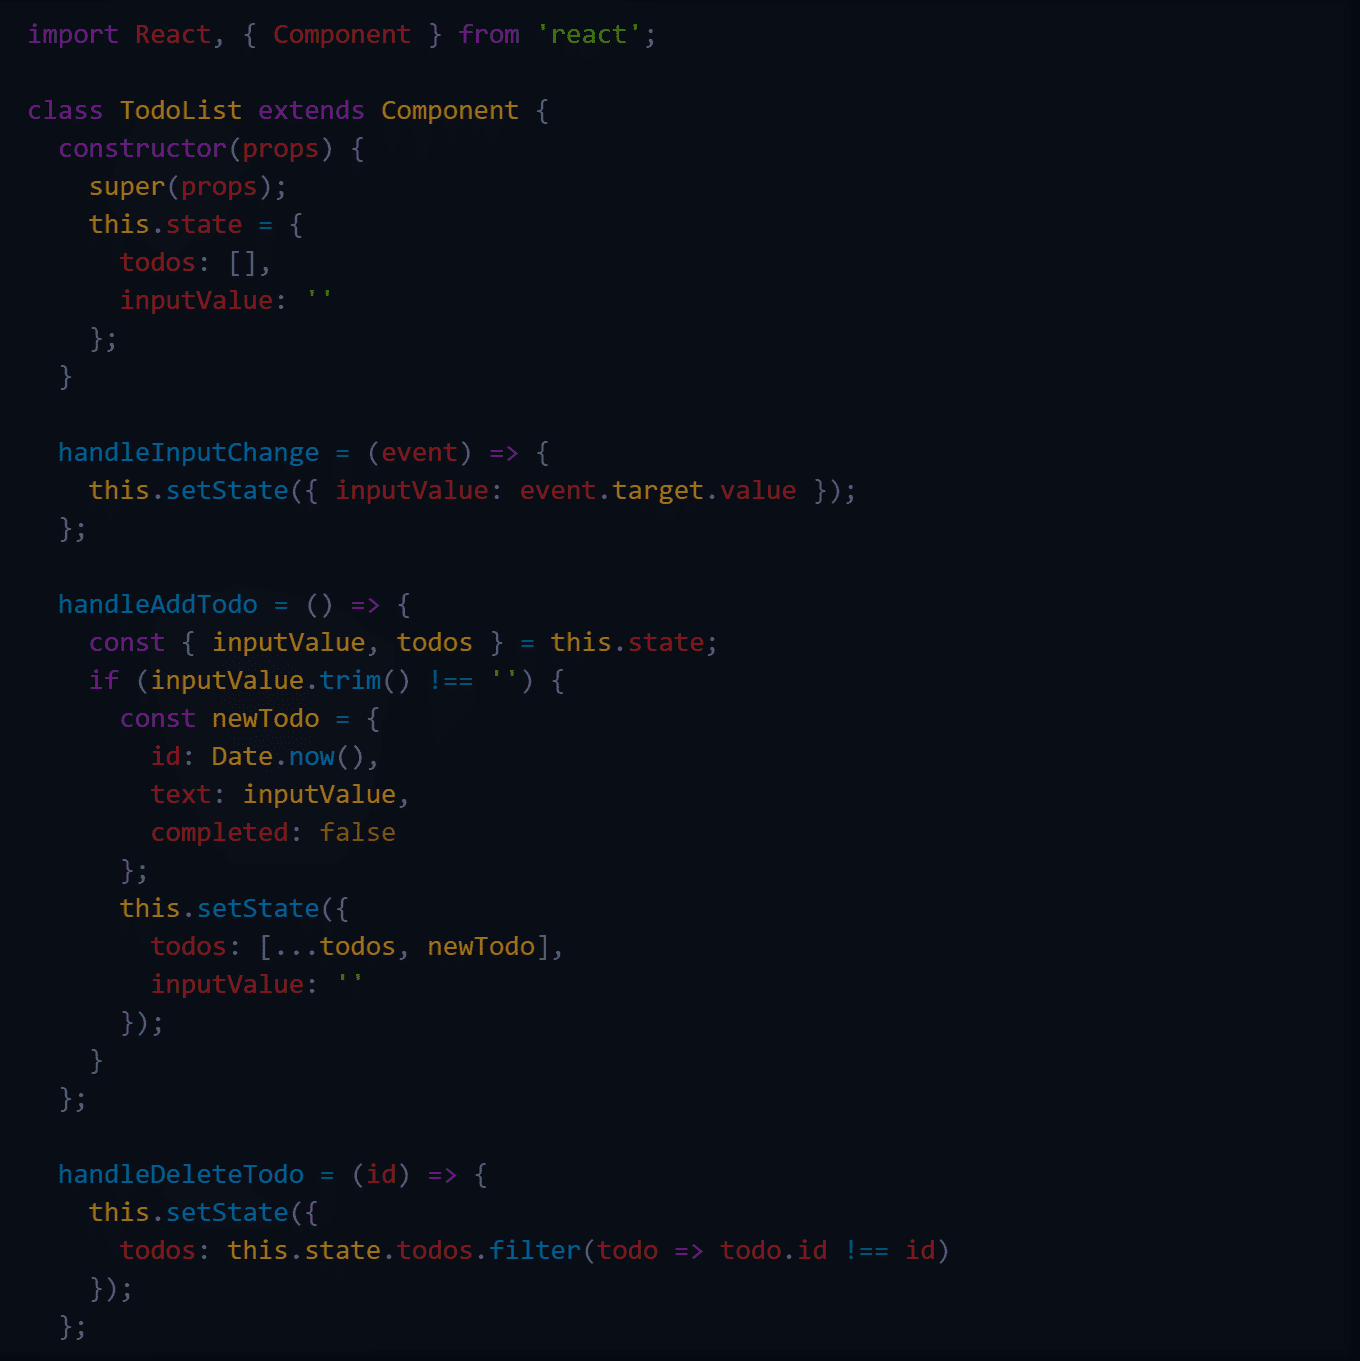 import React, { Component } from 'react';

class TodoList extends Component {
  constructor(props) {
    super(props);
    this.state = {
      todos: [],
      inputValue: ''
    };
  }

  handleInputChange = (event) => {
    this.setState({ inputValue: event.target.value });
  };

  handleAddTodo = () => {
    const { inputValue, todos } = this.state;
    if (inputValue.trim() !== '') {
      const newTodo = {
        id: Date.now(),
        text: inputValue,
        completed: false
      };
      this.setState({
        todos: [...todos, newTodo],
        inputValue: ''
      });
    }
  };

  handleDeleteTodo = (id) => {
    this.setState({
      todos: this.state.todos.filter(todo => todo.id !== id)
    });
  };